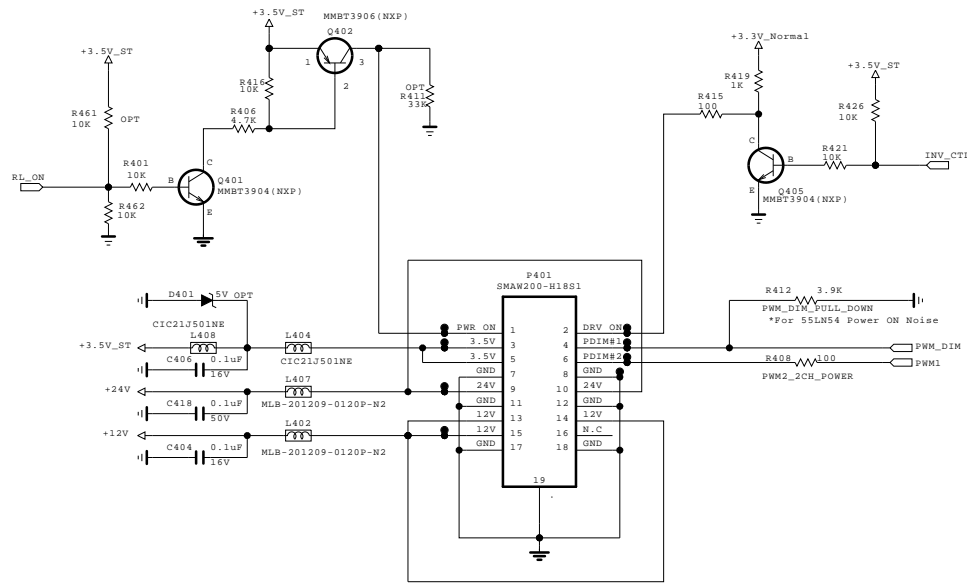 +3.5V_ST
MMBT3906(NXP)
Q402
1
3
2
+3.5V_ST
R461
10K
OPT
R416
10K
R406
4.7K
OPT
R411
33K
RL_ON
R401
10K
B
C
E
Q401
MMBT3904(NXP)
R462
10K
+3.3V_Normal
R419
1K
R415
100
+3.5V_ST
R426
10K
C
B
E
R421
10K
INV_CTL
Q405
MMBT3904(NXP)
P401
SMAW200-H18S1
D401
5V
OPT
CIC21J501NE
L408
L404
CIC21J501NE
+3.5V_ST
C406
0.1uF
16V
+24V
L407
MLB-201209-0120P-N2
C418
0.1uF
50V
+12V
L402
MLB-201209-0120P-N2
C404
0.1uF
16V
PWR ON
1
2
DRV ON
3.5V
3
4
PDIM#1
3.5V
5
6
PDIM#2
GND
7
8
GND
24V
9
10
24V
GND
11
12
GND
12V
13
14
12V
12V
15
16
N.C
GND
17
18
GND
19
.
R412
3.9K
PWM_DIM_PULL_DOWN
*For 55LN54 Power ON Noise
PWM_DIM
R408
100
PWM1
PWM2_2CH_POWER